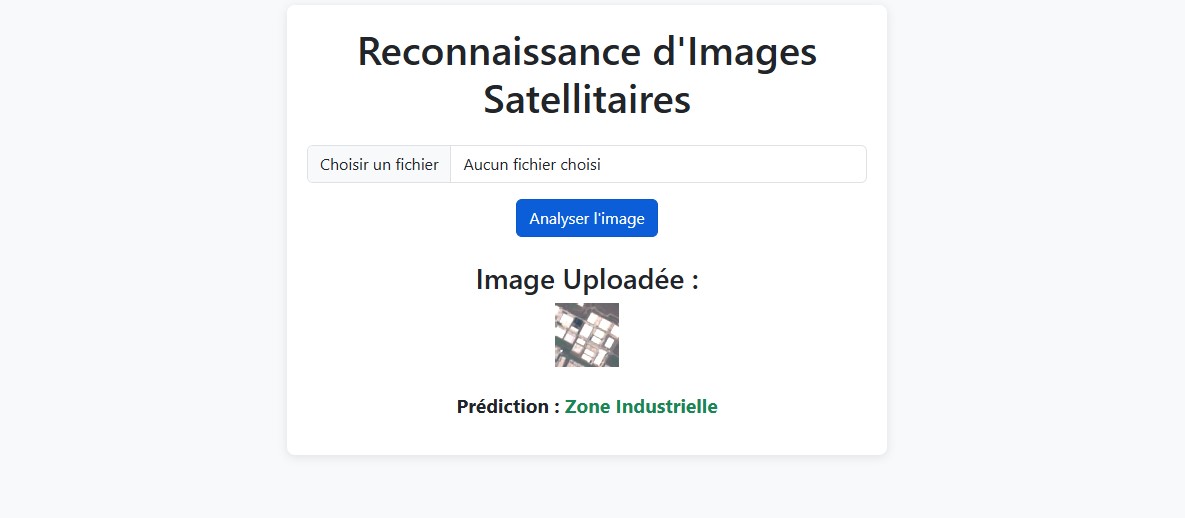 Reconnaissance d'Images
Satellitaires
Choisir un fichier Aucun fichier choisi
Analyser l'image
Image Uploadée :
Prédiction : Zone Industrielle